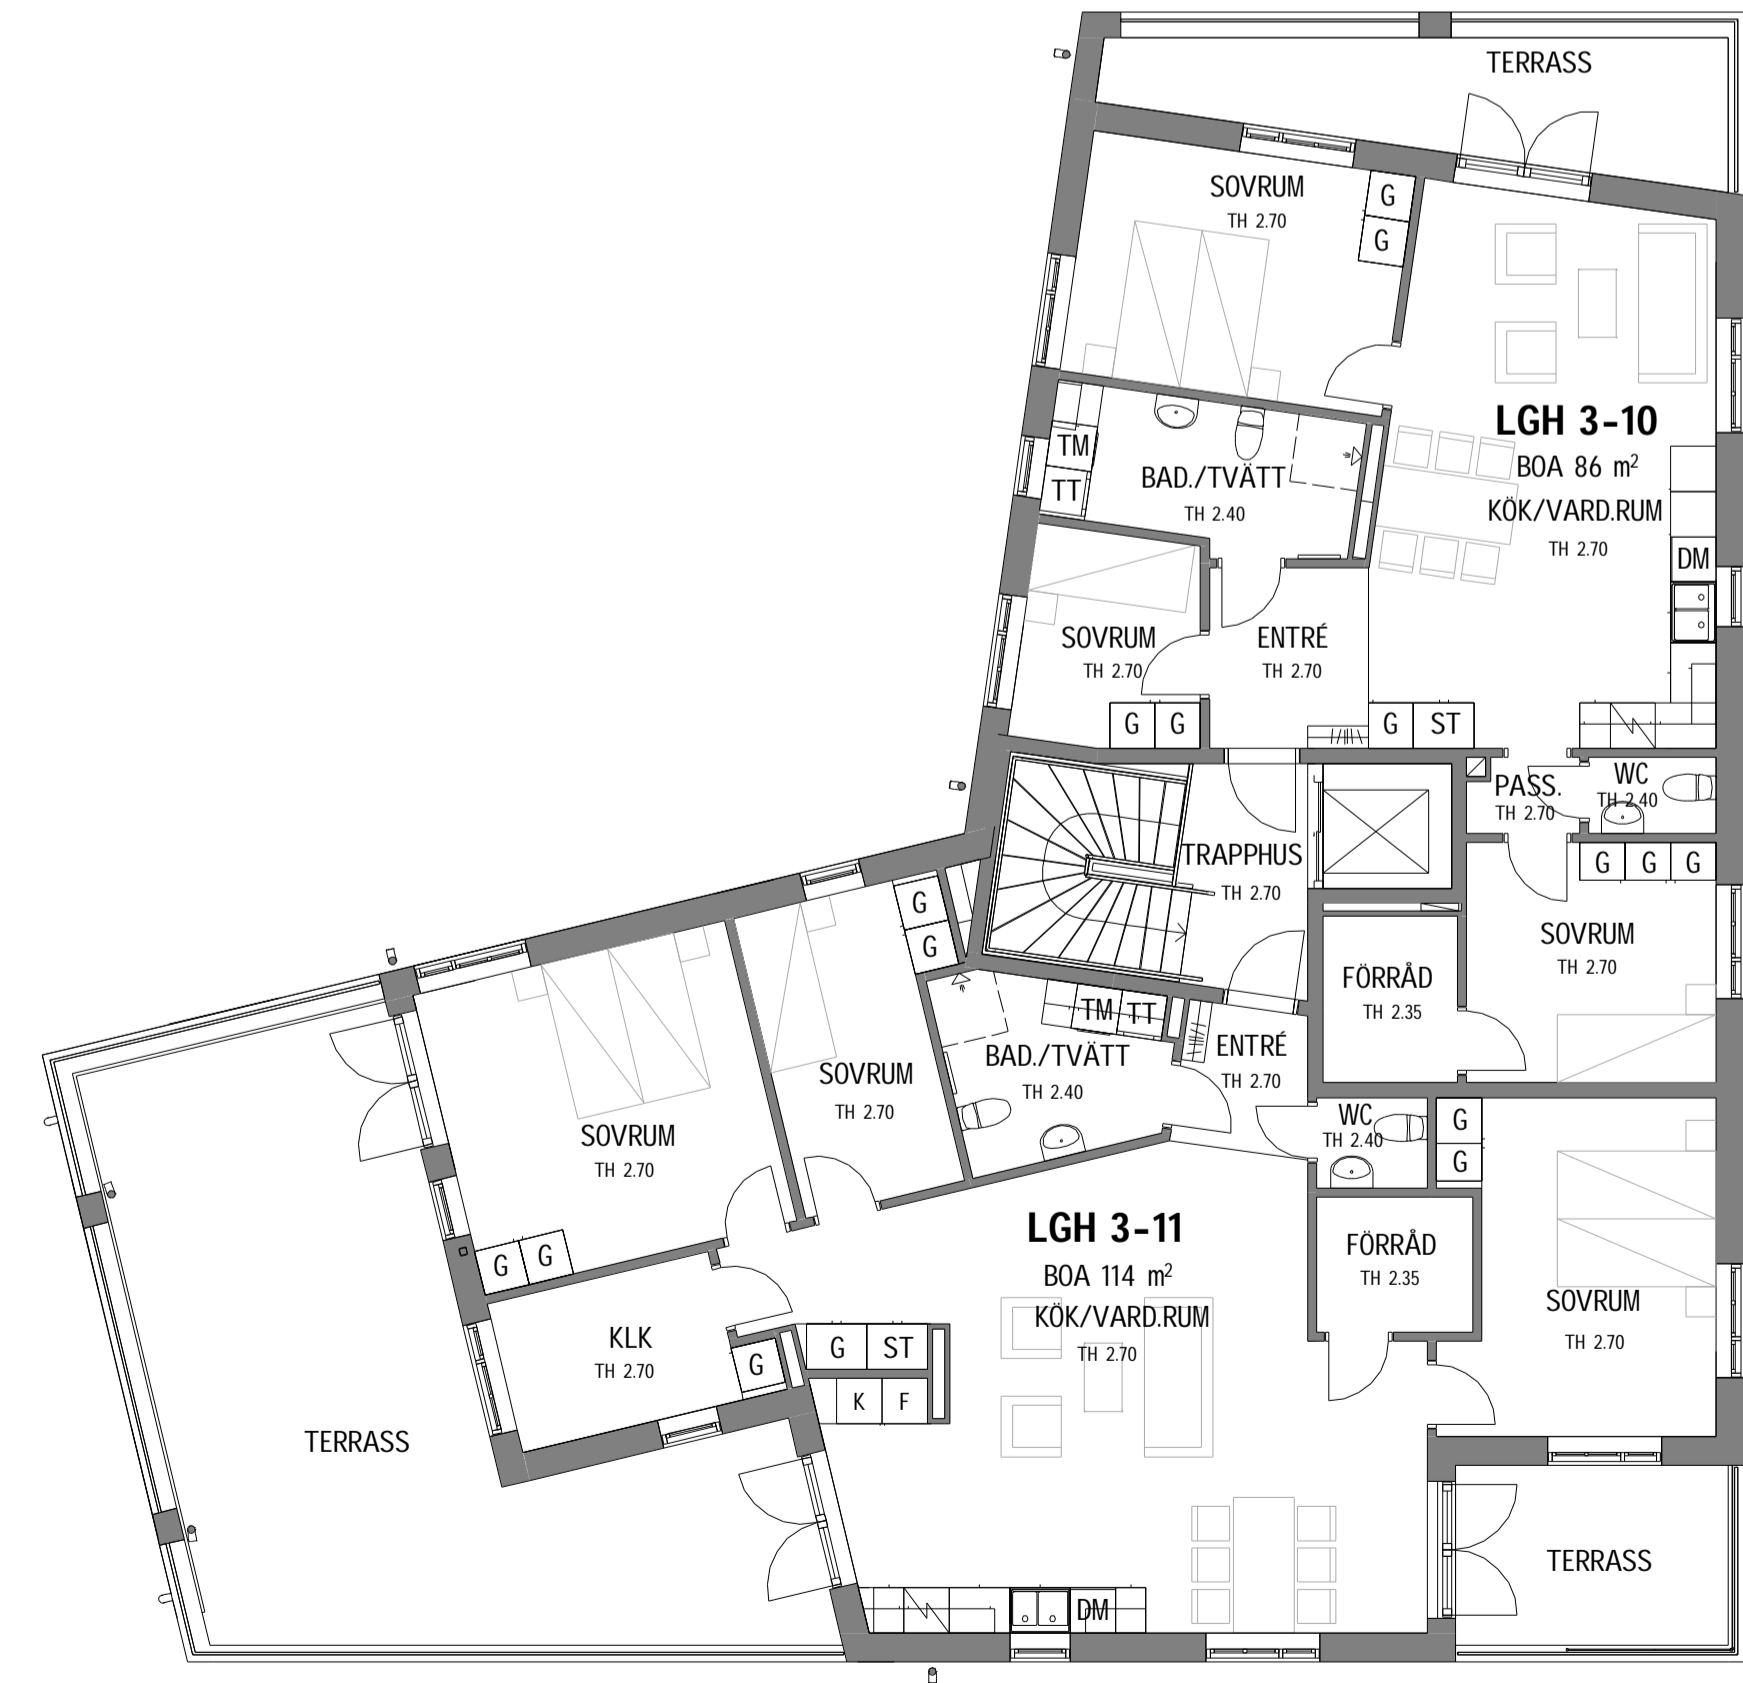 TERRASS
SOVRUM
TH 2.70
G
G
LGH 3-10
BOA 86 m²
KÖK/VARD.RUM
TH 2.70
TM
TT
BAD./TVÄTT
TH 2.40
DM
SOVRUM
TH 2.70
ENTRÉ
TH 2.70
G G
G ST
PASS.
TH 2.70
WC
TH 2.40
TRAPPHUS
TH 2.70
G G G
SOVRUM
TH 2.70
FÖRRÅD
TH 2.35
G
G
TM TT
BAD./TVÄTT
TH 2.40
ENTRÉ
TH 2.70
SOVRUM
TH 2.70
SOVRUM
TH 2.70
WC
TH 2.40
G
G
G G
LGH 3-11
BOA 114 m²
KÖK/VARD.RUM
TH 2.70
FÖRRÅD
TH 2.35
SOVRUM
TH 2.70
KLK
TH 2.70
G
G ST
K F
TERRASS
TERRASS
DM